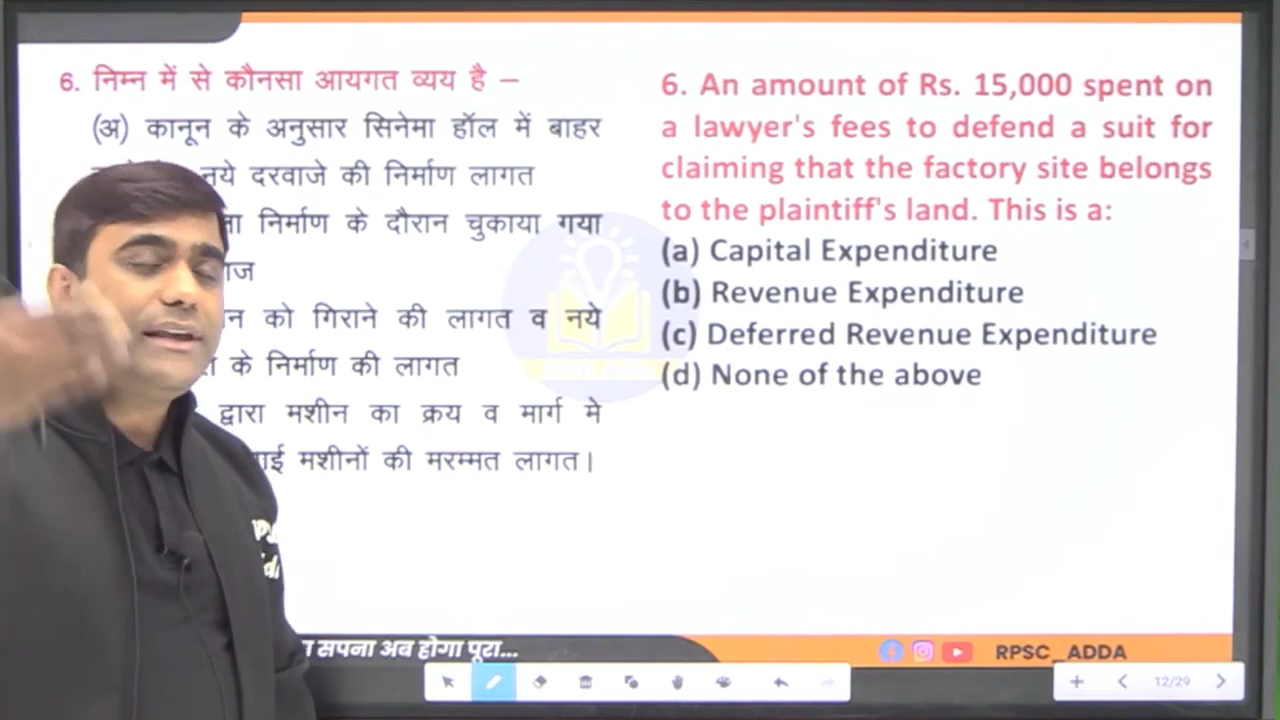 6. निम्न में से कौनसा आयगत व्यय है –
(अ) कानून के अनुसार सिनेमा हॉल में बाहर
नये दरवाजे की निर्माण लागत
निर्माण के दौरान चुकाया गया
को गिराने की लागत व नये
के निर्माण की लागत
द्वारा मशीन का क्रय व मार्ग मे
मशीनों की मरम्मत लागत।
6. An amount of Rs. 15,000 spent on
a lawyer's fees to defend a suit for
claiming that the factory site belongs
to the plaintiff's land. This is a:
(a) Capital Expenditure
(b) Revenue Expenditure
(c) Deferred Revenue Expenditure
(d) None of the above
सपना अब होगा पूरा...
RPSC_ADDA
12/29